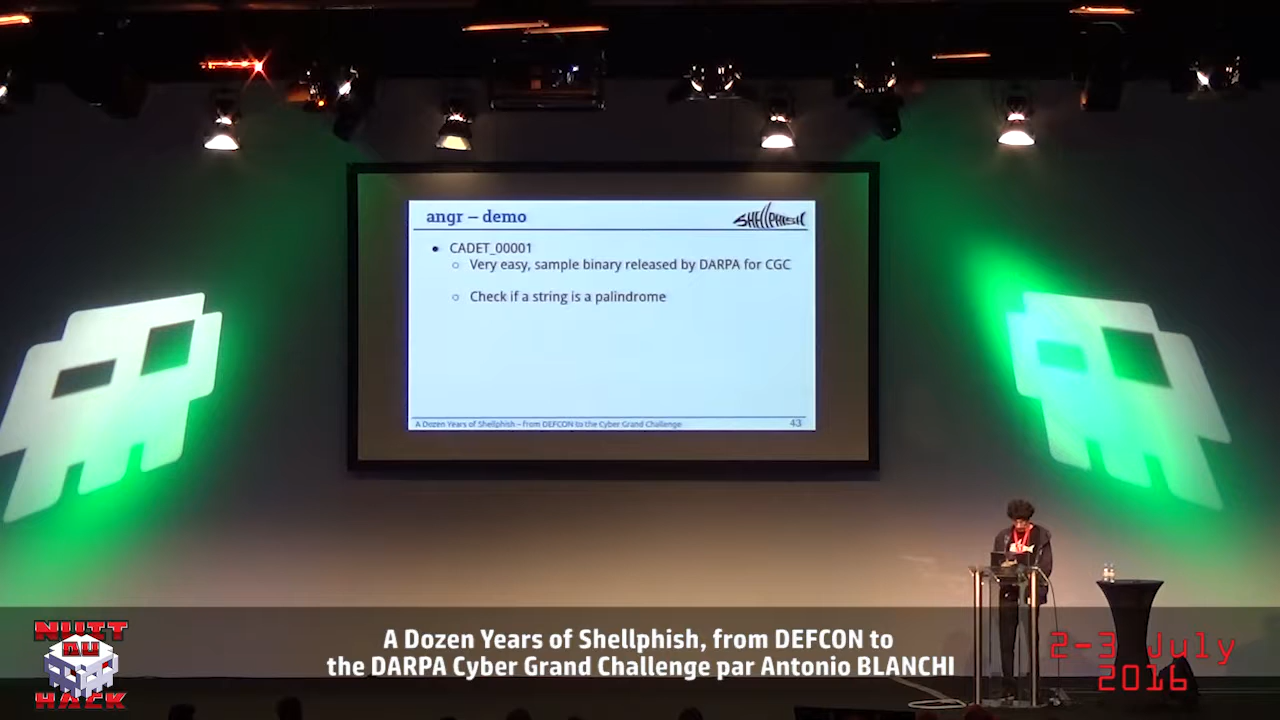 angr – demo
SHELLPHISH
• CADET_00001
○ Very easy, sample binary released by DARPA for CGC
○ Check if a string is a palindrome
A Dozen Years of Shellphish – from DEFCON to the Cyber Grand Challenge
43
NUIT
DU
HACK
A Dozen Years of Shellphish, from DEFCON to
the DARPA Cyber Grand Challenge par Antonio BLANCHI
2-3 July
2016